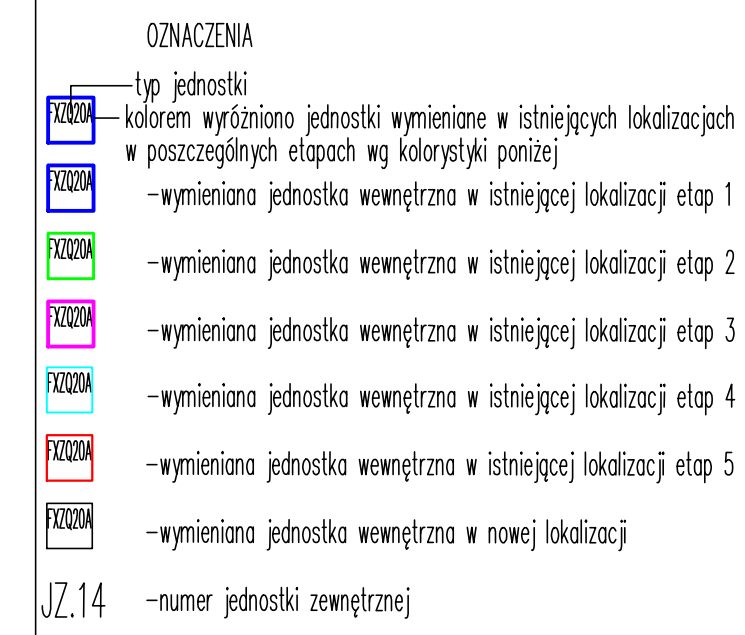 OZNACZENIA
typ jednostki
FXZQ20A
kolorem wyróżniono jednostki wymieniane w istniejących lokalizacjach
w poszczególnych etapach wg kolorystyki poniżej
FXZQ20A -wymieniana jednostka wewnętrzna w istniejącej lokalizacji etap 1
FXZQ20A -wymieniana jednostka wewnętrzna w istniejącej lokalizacji etap 2
FXZQ20A -wymieniana jednostka wewnętrzna w istniejącej lokalizacji etap 3
FXZQ20A -wymieniana jednostka wewnętrzna w istniejącej lokalizacji etap 4
FXZQ20A -wymieniana jednostka wewnętrzna w istniejącej lokalizacji etap 5
FXZQ20A -wymieniana jednostka wewnętrzna w nowej lokalizacji
JZ.14 -numer jednostki zewnętrznej